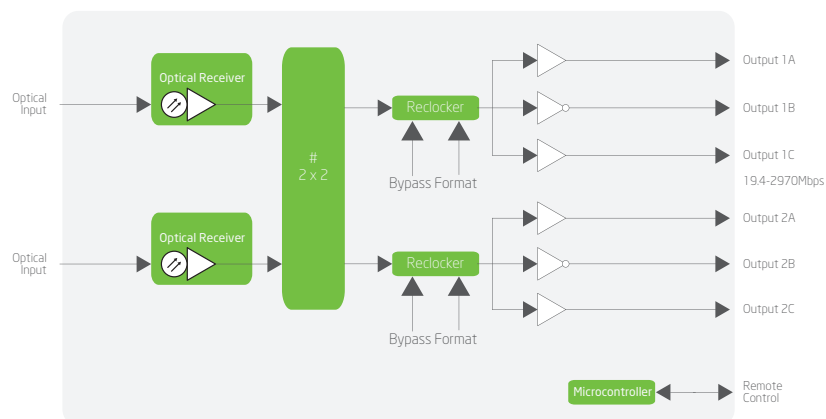 Optical Receiver
Optical
Input
#
2 x 2
Reclocker
Bypass Format
Output 1A
Output 1B
Output 1C
19.4-2970Mbps
Optical Receiver
Optical
Input
Reclocker
Bypass Format
Output 2A
Output 2B
Output 2C
Microcontroller
Remote
Control